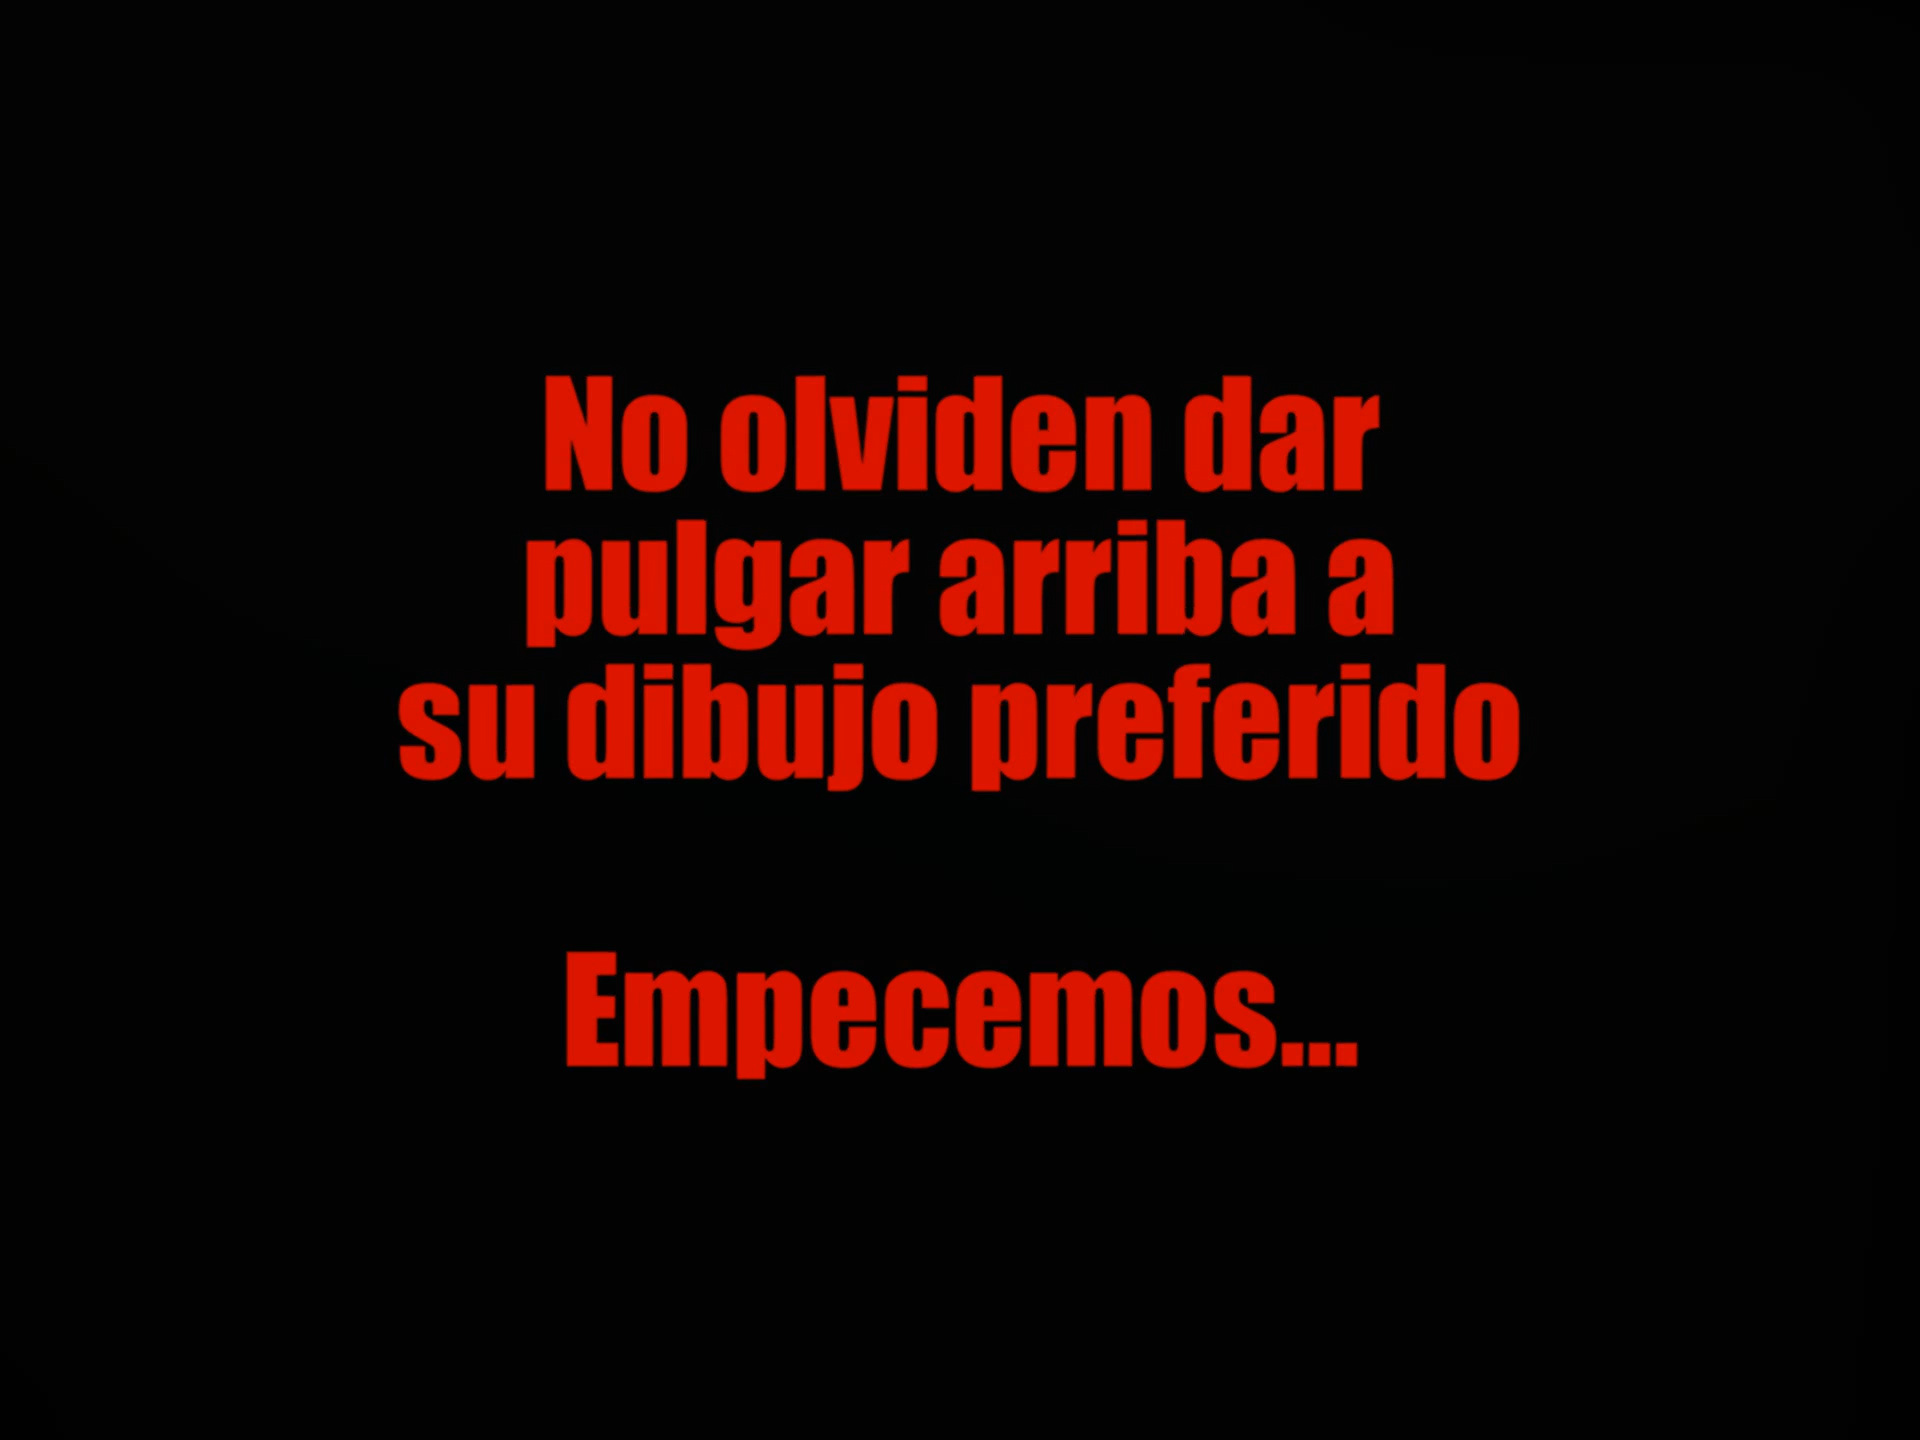 No olviden dar
pulgar arriba a
su dibujo preferido
Empecemos...